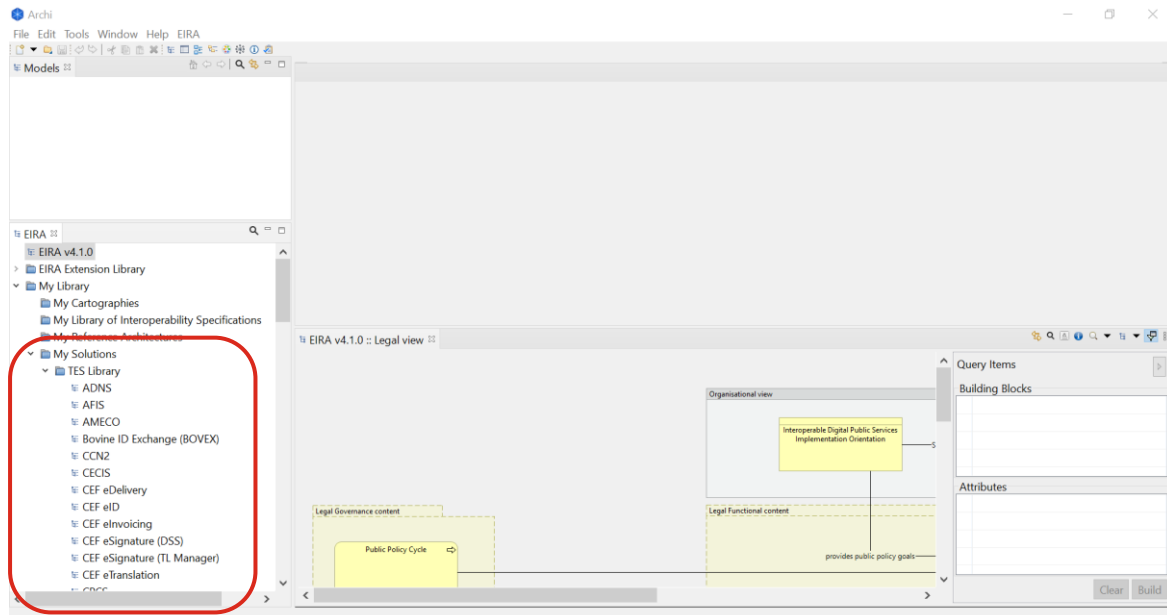 Archi
File Edit Tools Window Help EIRA
Models
EIRA
EIRA v4.1.0
EIRA Extension Library
My Library
My Cartographies
My Library of Interoperability Specifications
My Reference Architectures
My Solutions
TES Library
ADNS
AFIS
AMECO
Bovine ID Exchange (BOVEX)
CCN2
CECIS
CEF eDelivery
CEF eID
CEF eInvoicing
CEF eSignature (DSS)
CEF eSignature (TL Manager)
CEF eTranslation
EIRA v4.1.0 :: Legal view
Organisational view
Interoperable Digital Public Services
Implementation Orientation
Legal Governance content
Public Policy Cycle
Legal Functional content
provides public policy goals
Query Items
Building Blocks
Attributes
Clear Build